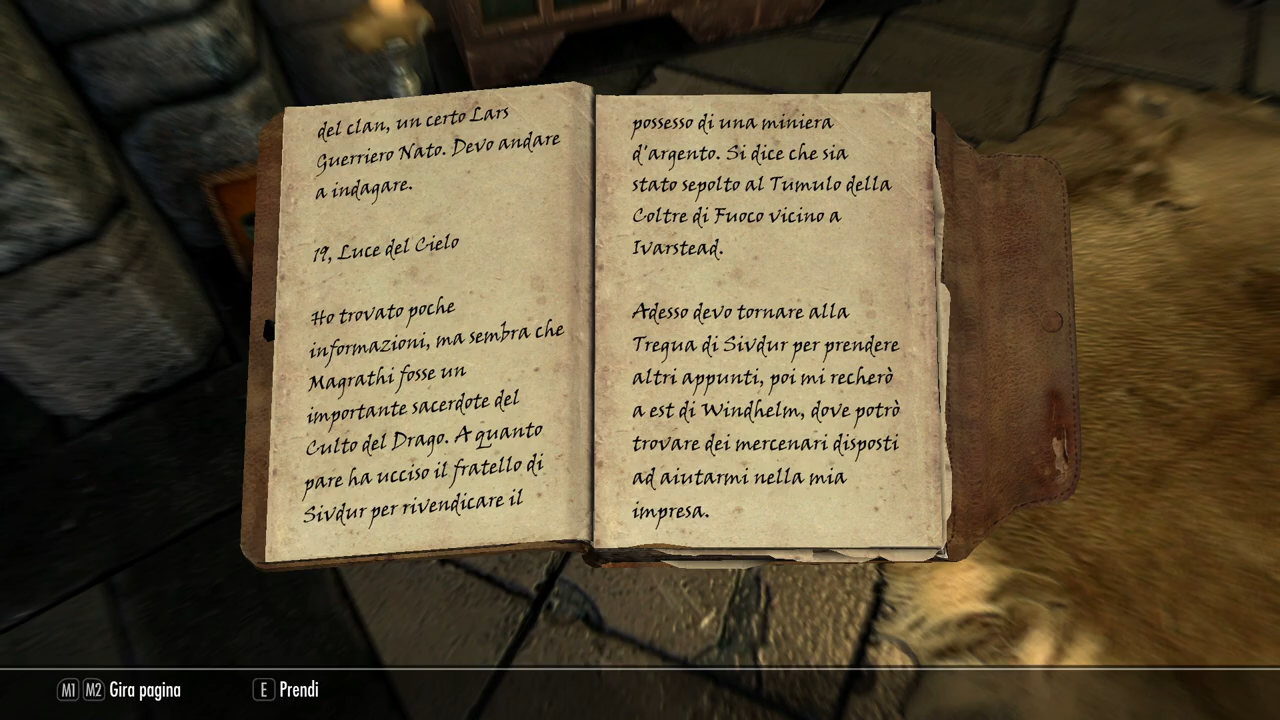 del clan, un certo Lars
Guerriero Nato. Devo andare
a indagare.
19, Luce del Cielo
Ho trovato poche
informazioni, ma sembra che
Magrathi fosse un
importante sacerdote del
Culto del Drago. A quanto
pare ha ucciso il fratello di
Sivdur per rivendicare il
possesso di una miniera
d'argento. Si dice che sia
stato sepolto al Tumulo della
Coltre di Fuoco vicino a
Ivarstead.
Adesso devo tornare alla
Tregua di Sivdur per prendere
altri appunti, poi mi recherò
a est di Windhelm, dove potrò
trovare dei mercenari disposti
ad aiutarmi nella mia
impresa.
M1 M2 Gira pagina E Prendi